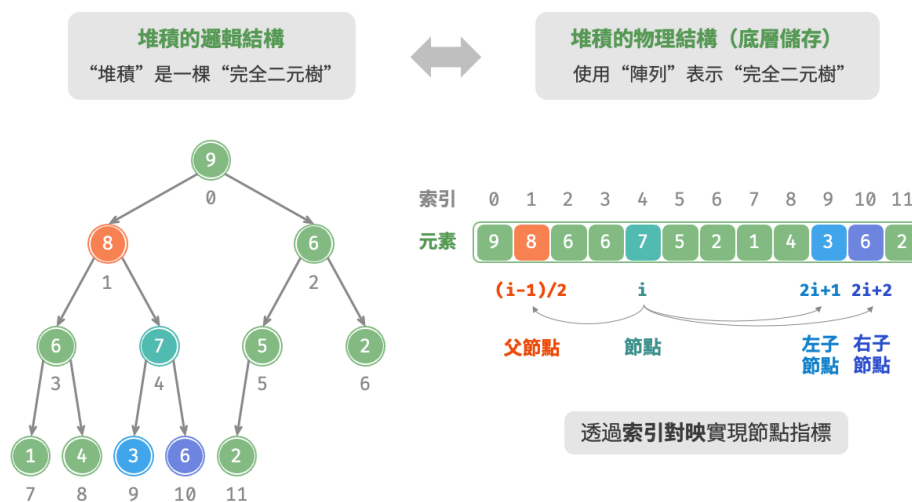 堆積的邏輯結構
“堆積”是一棵“完全二元樹”
堆積的物理結構（底層儲存）
使用“陣列”表示“完全二元樹”
9
0
8
6
1
2
6
7
5
2
3
4
5
6
1
4
3
6
2
7
8
9
10
11
索引 0 1 2 3 4 5 6 7 8 9 10 11
元素 9 8 6 6 7 5 2 1 4 3 6 2
(i-1)/2 i 2i+1 2i+2
父節點 節點 左子節點 右子節點
透過索引對映實現節點指標